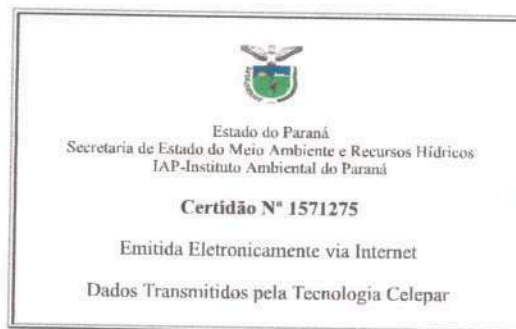 Estado do Paraná
Secretaria de Estado do Meio Ambiente e Recursos Hídricos
IAP-Instituto Ambiental do Paraná
Certidão Nº 1571275
Emitida Eletronicamente via Internet
Dados Transmitidos pela Tecnologia Celepar